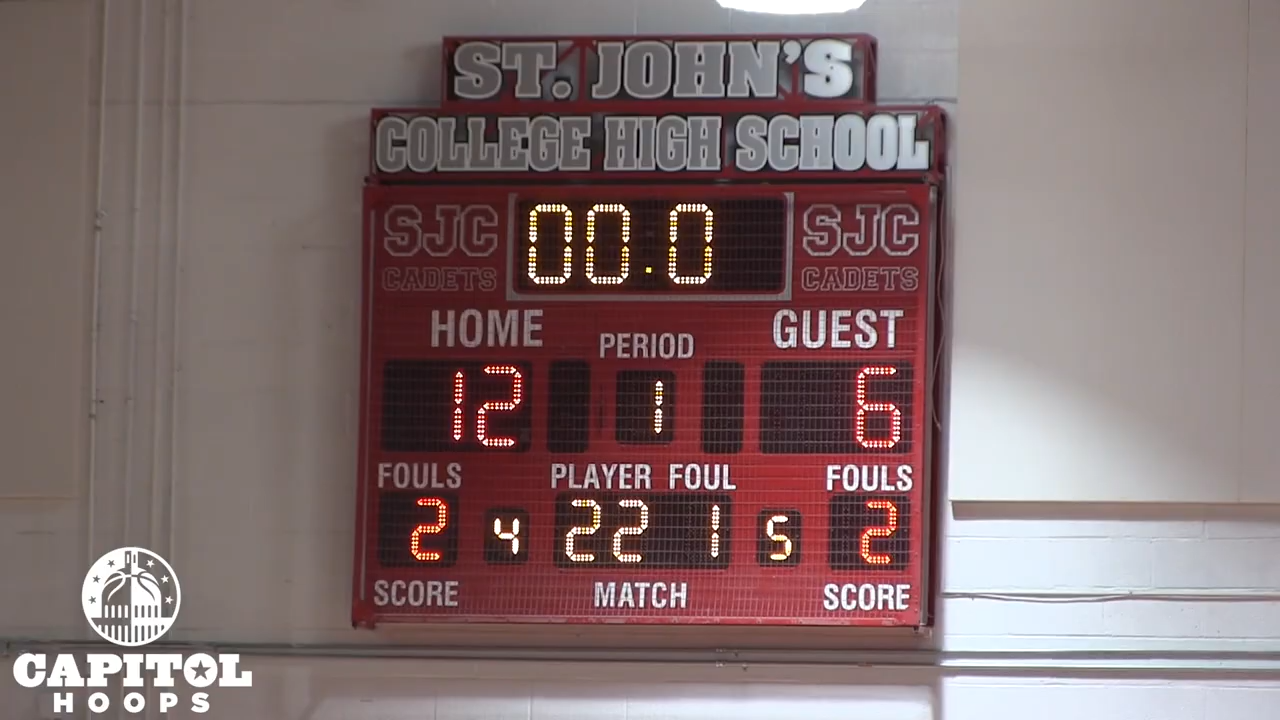 ST. JOHN'S
COLLEGE HIGH SCHOOL
SJC
CADETS
00.0
SJC
CADETS
HOME
PERIOD
GUEST
12
1
6
FOULS
PLAYER FOUL
FOULS
2
4
22 1
5
2
SCORE
MATCH
SCORE
CAPITOL
HOOPS